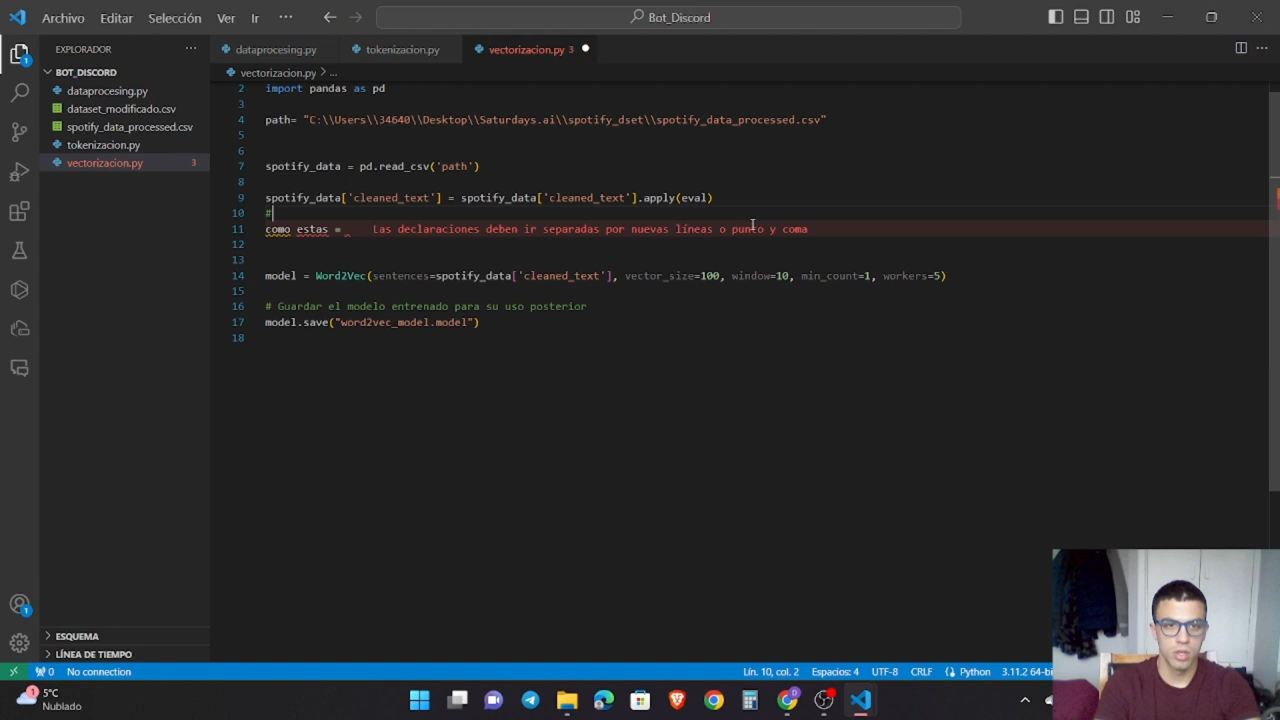 Archivo Editar Selección Ver Ir ··· Bot_Discord
EXPLORADOR ···
BOT_DISCORD
dataprocesing.py
dataset_modificado.csv
spotify_data_processed.csv
tokenizacion.py
vectorizacion.py 3
ESQUEMA
LÍNEA DE TIEMPO
dataprocesing.py tokenizacion.py vectorizacion.py 3
vectorizacion.py > ...
2 import pandas as pd
3
4 path= "C:\\Users\\34640\\Desktop\\Saturdays.ai\\spotify_dset\\spotify_data_processed.csv"
5
6
7 spotify_data = pd.read_csv('path')
8
9 spotify_data['cleaned_text'] = spotify_data['cleaned_text'].apply(eval)
10 #
11 como estas = Las declaraciones deben ir separadas por nuevas líneas o punto y coma
12
13
14 model = Word2Vec(sentences=spotify_data['cleaned_text'], vector_size=100, window=10, min_count=1, workers=5)
15
16 # Guardar el modelo entrenado para su uso posterior
17 model.save("word2vec_model.model")
18
0 No connection Lín. 10, col. 2 Espacios: 4 UTF-8 CRLF Python 3.11.2 64-bi
1 5°C
Nublado